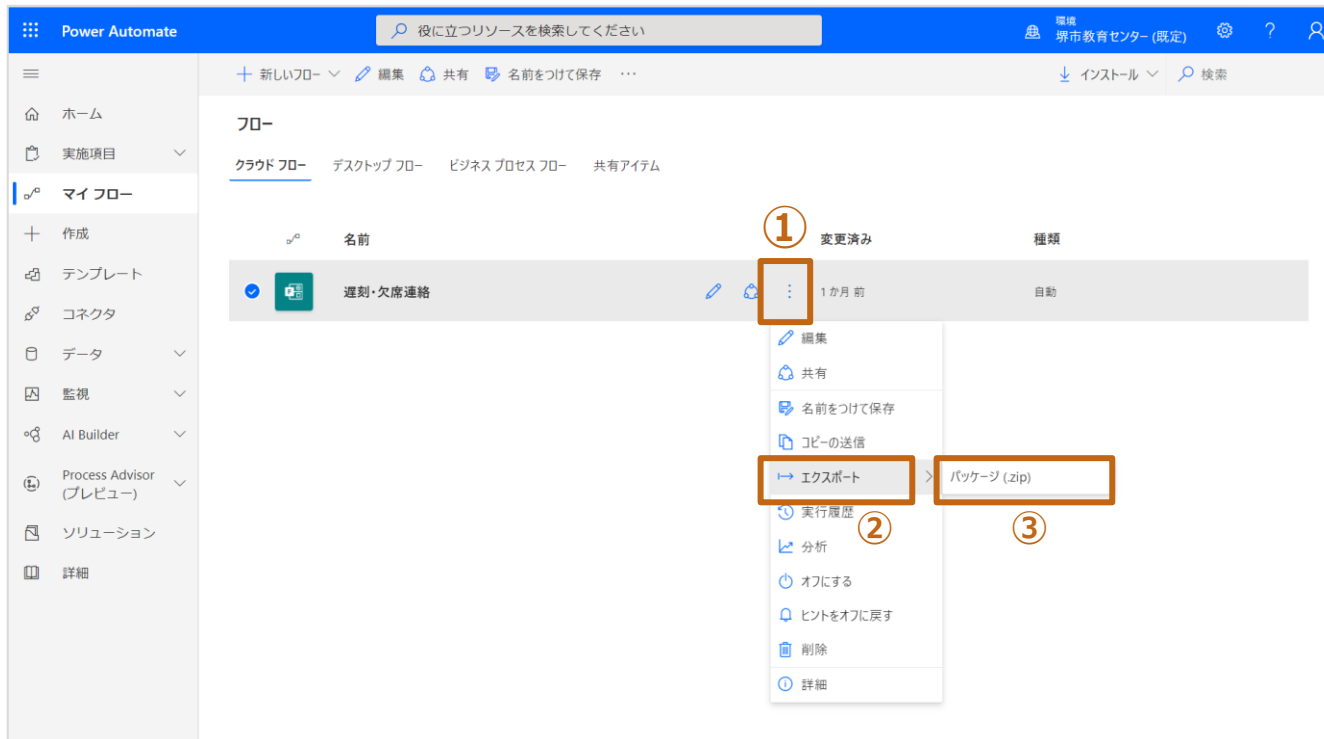 Power Automate
役に立つリソースを検索してください
環境
堺市教育センター (既定)
新しいフロー 編集 共有 名前をつけて保存 …
インストール 検索
ホーム
実施項目
マイ フロー
作成
テンプレート
コネクタ
データ
監視
AI Builder
Process Advisor
(プレビュー)
ソリューション
詳細
フロー
クラウド フロー デスクトップ フロー ビジネス プロセス フロー 共有アイテム
名前 ① 変更済み 種類
遅刻・欠席連絡 1 か月 前 自動
編集
共有
名前をつけて保存
コピーの送信
エクスポート パッケージ (.zip)
実行履歴
② ③
分析
オフにする
ヒントをオフに戻す
削除
詳細